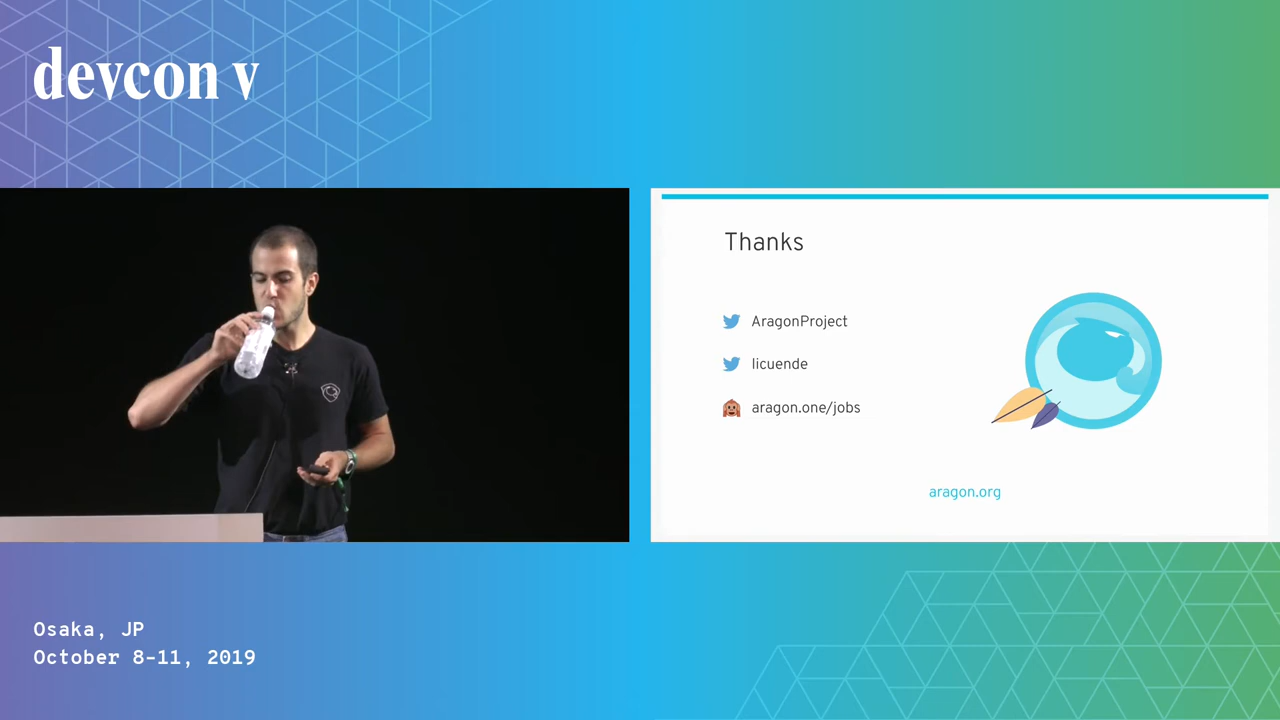 devcon v
Thanks
AragonProject
licuende
aragon.one/jobs
aragon.org
Osaka, JP
October 8-11, 2019